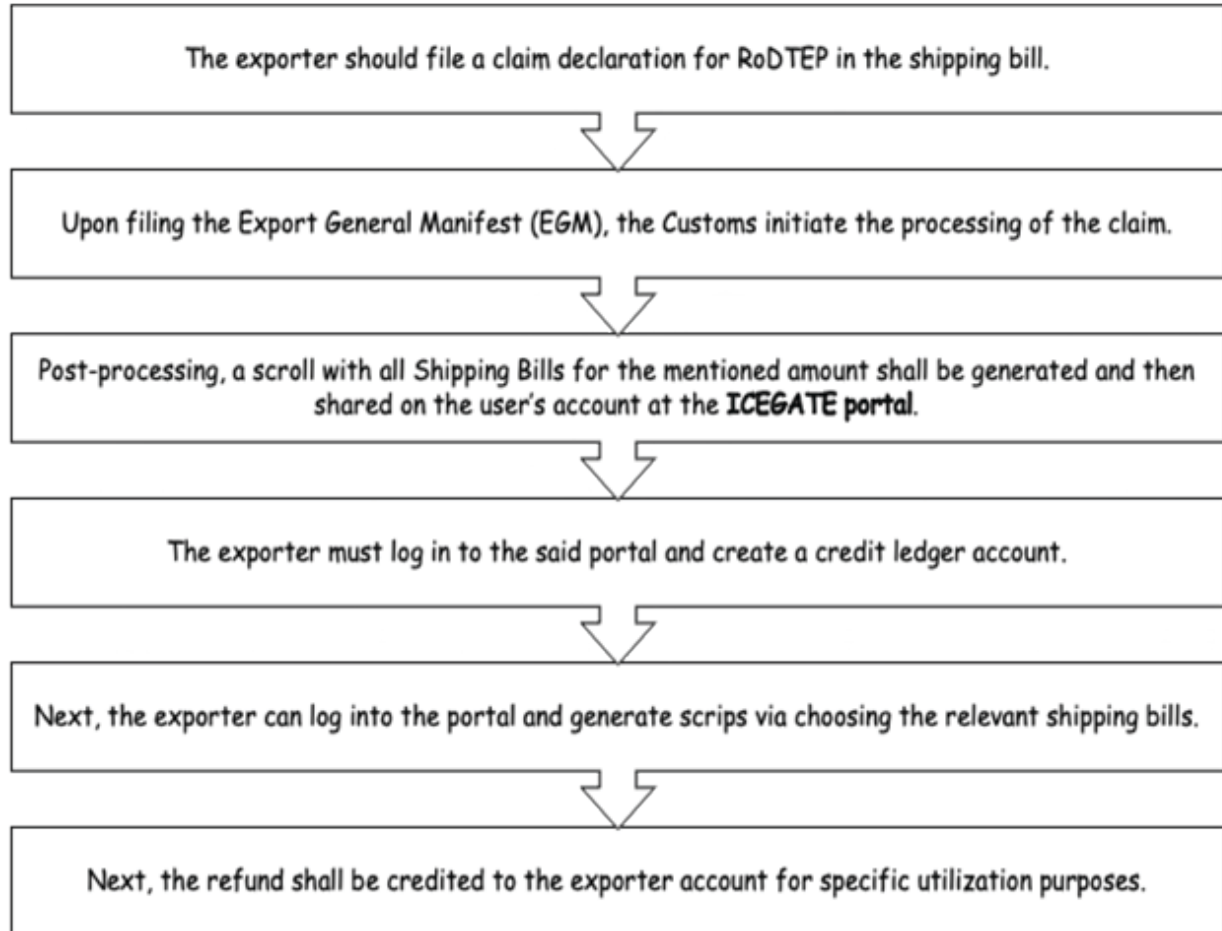 The exporter should file a claim declaration for RoDTEP in the shipping bill.
Upon filing the Export General Manifest (EGM), the Customs initiate the processing of the claim.
Post-processing, a scroll with all Shipping Bills for the mentioned amount shall be generated and then
shared on the user's account at the ICEGATE portal.
The exporter must log in to the said portal and create a credit ledger account.
Next, the exporter can log into the portal and generate scrips via choosing the relevant shipping bills.
Next, the refund shall be credited to the exporter account for specific utilization purposes.